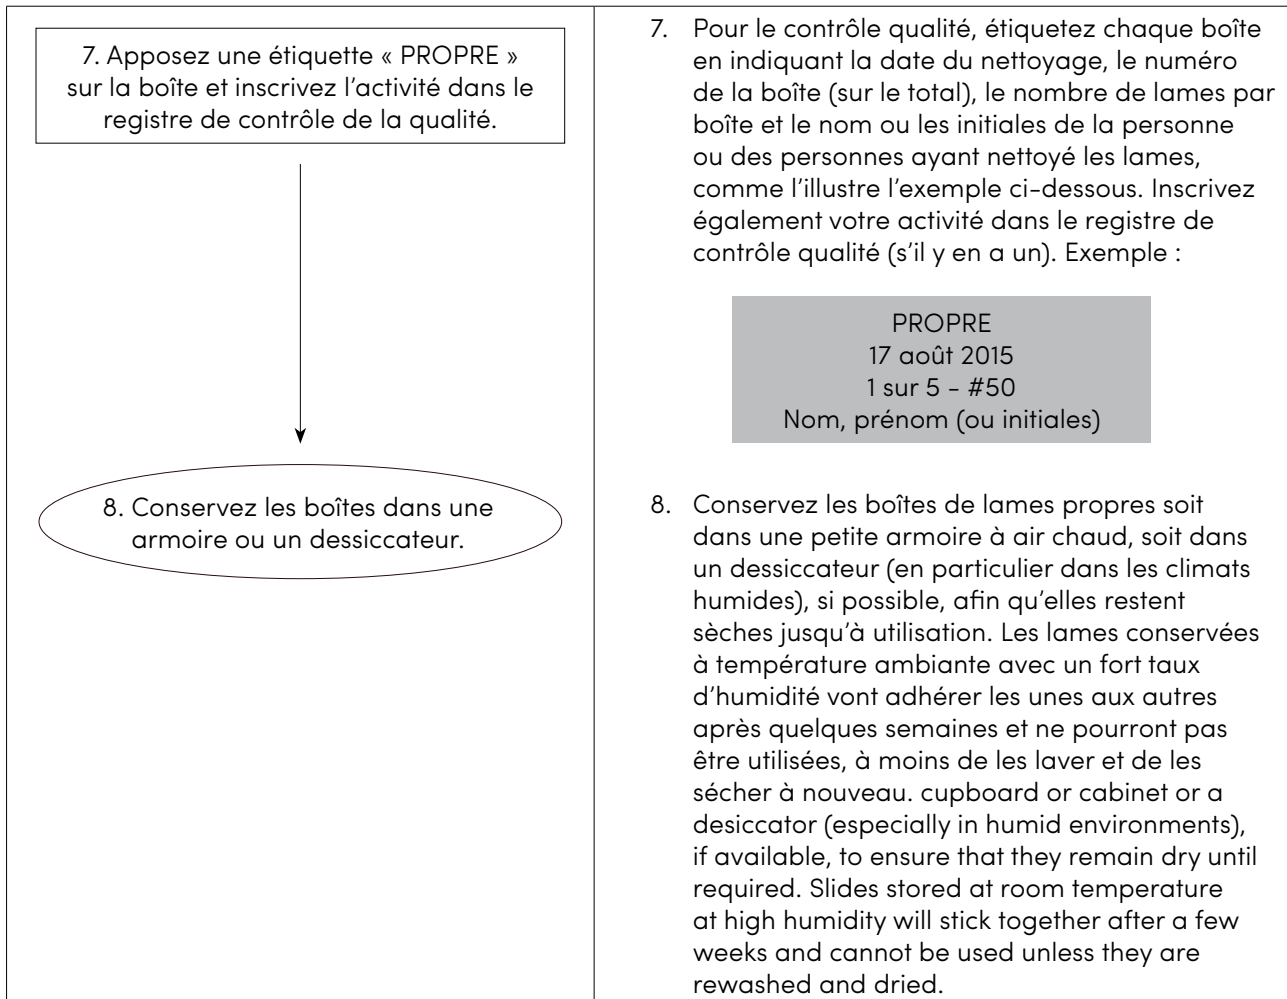 7. Apposez une étiquette « PROPRE »
sur la boîte et inscrivez l’activité dans le
registre de contrôle de la qualité.
8. Conservez les boîtes dans une
armoire ou un dessiccateur.
7. Pour le contrôle qualité, étiquetez chaque boîte
en indiquant la date du nettoyage, le numéro
de la boîte (sur le total), le nombre de lames par
boîte et le nom ou les initiales de la personne
ou des personnes ayant nettoyé les lames,
comme l’illustre l’exemple ci-dessous. Inscrivez
également votre activité dans le registre de
contrôle qualité (s’il y en a un). Exemple :
PROPRE
17 août 2015
1 sur 5 - #50
Nom, prénom (ou initiales)
8. Conservez les boîtes de lames propres soit
dans une petite armoire à air chaud, soit dans
un dessiccateur (en particulier dans les climats
humides), si possible, afin qu’elles restent
sèches jusqu’à utilisation. Les lames conservées
à température ambiante avec un fort taux
d’humidité vont adhérer les unes aux autres
après quelques semaines et ne pourront pas
être utilisées, à moins de les laver et de les
sécher à nouveau. cupboard or cabinet or a
desiccator (especially in humid environments),
if available, to ensure that they remain dry until
required. Slides stored at room temperature
at high humidity will stick together after a few
weeks and cannot be used unless they are
rewashed and dried.